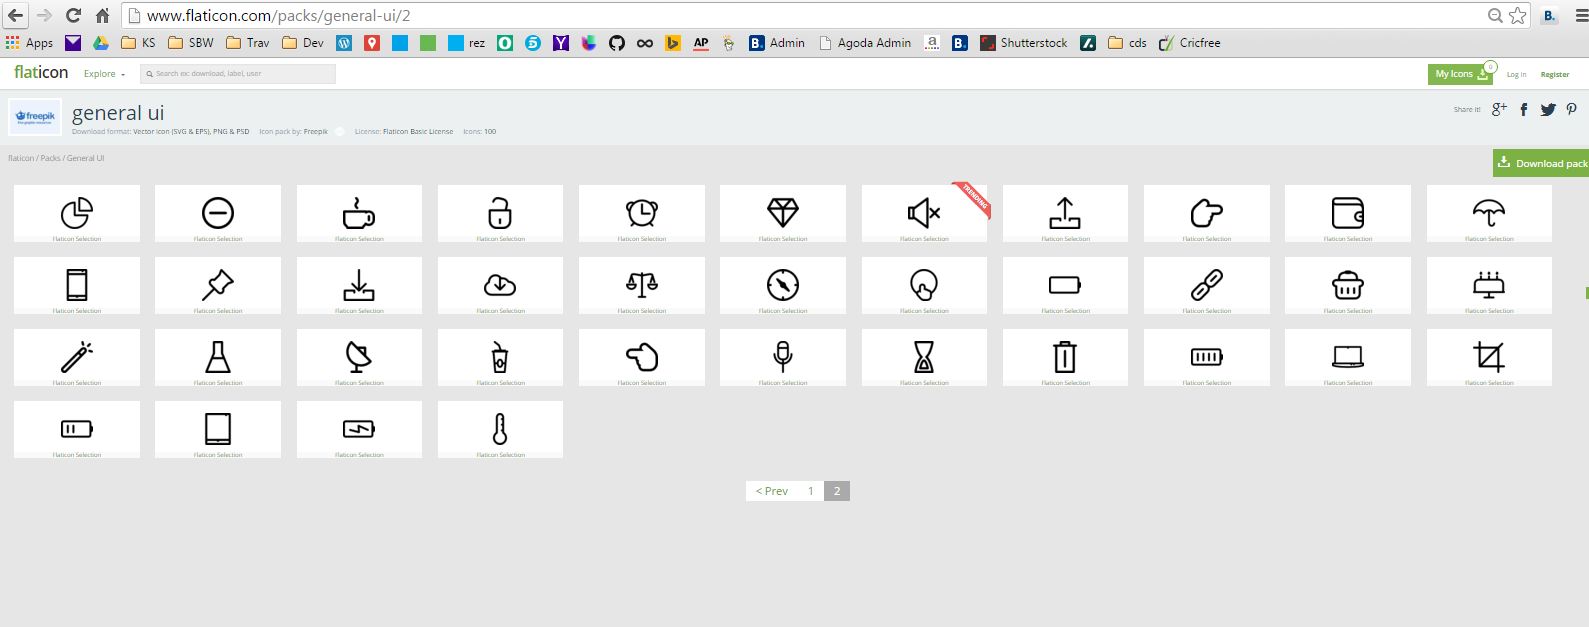 www.flaticon.com/packs/general-ui/2
Apps KS SBW Trav Dev rez AP Admin Agoda Admin Shutterstock cds Cricfree
flaticon Explore Search ex: download, label, user My Icons 0 Log in Register
freepik
general ui
Download format: Vector icon (SVG & EPS), PNG & PSD Icon pack by: Freepik License: Flaticon Basic License Icons: 100
Share it!
flaticon / Packs / General UI
Download pack
TRENDING
Flaticon Selection Flaticon Selection Flaticon Selection Flaticon Selection Flaticon Selection Flaticon Selection Flaticon Selection Flaticon Selection Flaticon Selection Flaticon Selection Flaticon Selection
Flaticon Selection Flaticon Selection Flaticon Selection Flaticon Selection Flaticon Selection Flaticon Selection Flaticon Selection Flaticon Selection Flaticon Selection Flaticon Selection Flaticon Selection
Flaticon Selection Flaticon Selection Flaticon Selection Flaticon Selection Flaticon Selection Flaticon Selection Flaticon Selection Flaticon Selection Flaticon Selection Flaticon Selection Flaticon Selection
Flaticon Selection Flaticon Selection Flaticon Selection Flaticon Selection
< Prev 1 2